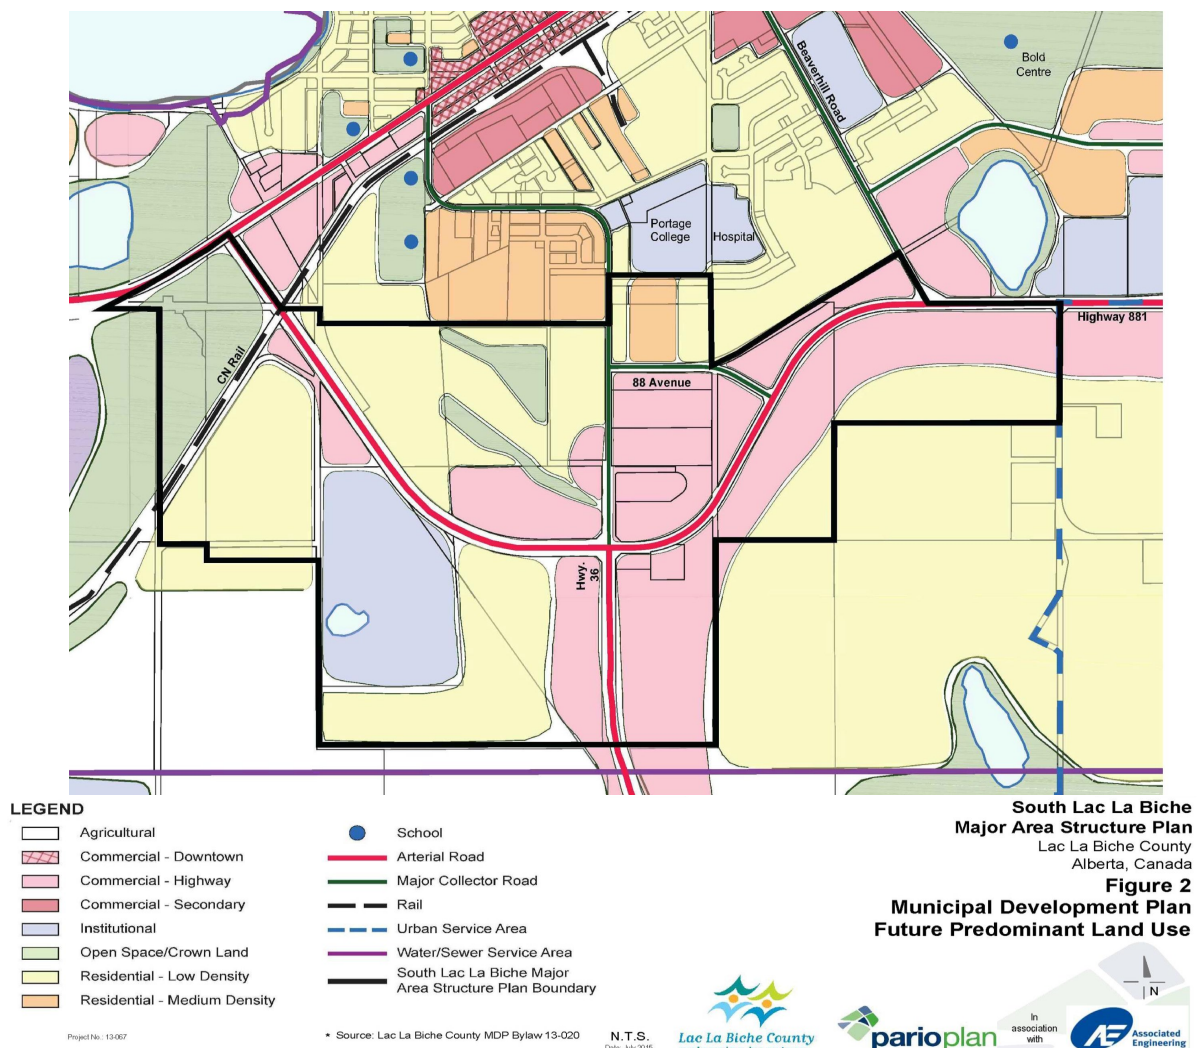 Bold
Centre
Beaverhill Road
Portage
College
Hospital
Highway 881
CN Rail
88 Avenue
Hwy.
36
LEGEND
Agricultural
Commercial - Downtown
Commercial - Highway
Commercial - Secondary
Institutional
Open Space/Crown Land
Residential - Low Density
Residential - Medium Density
School
Arterial Road
Major Collector Road
Rail
Urban Service Area
Water/Sewer Service Area
South Lac La Biche Major
Area Structure Plan Boundary
South Lac La Biche
Major Area Structure Plan
Lac La Biche County
Alberta, Canada
Figure 2
Municipal Development Plan
Future Predominant Land Use
N
Project No.: 13-067
* Source: Lac La Biche County MDP Bylaw 13-020
N.T.S.
Lac La Biche County
parioplan
In
association
with
AE
Associated
Engineering